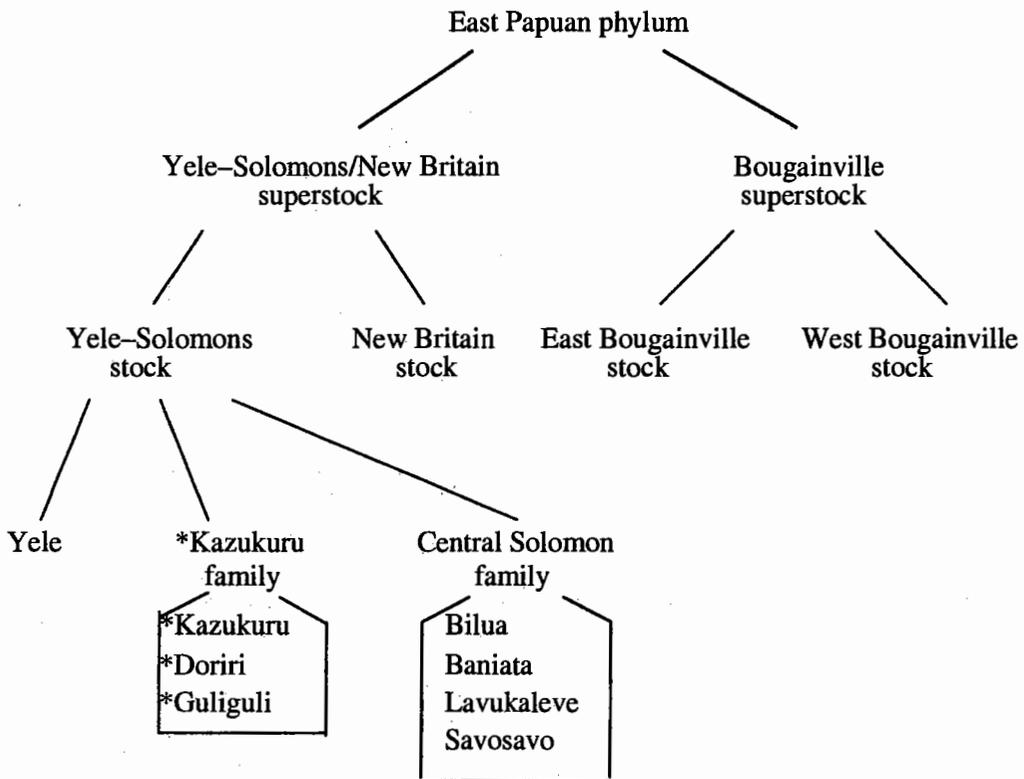 East Papuan phylum
Yele–Solomons/New Britain
superstock
Bougainville
superstock
Yele–Solomons
stock
New Britain
stock
East Bougainville
stock
West Bougainville
stock
Yele
*Kazukuru
family
Central Solomon
family
*Kazukuru
*Doriri
*Guliguli
Bilua
Baniata
Lavukaleve
Savosavo